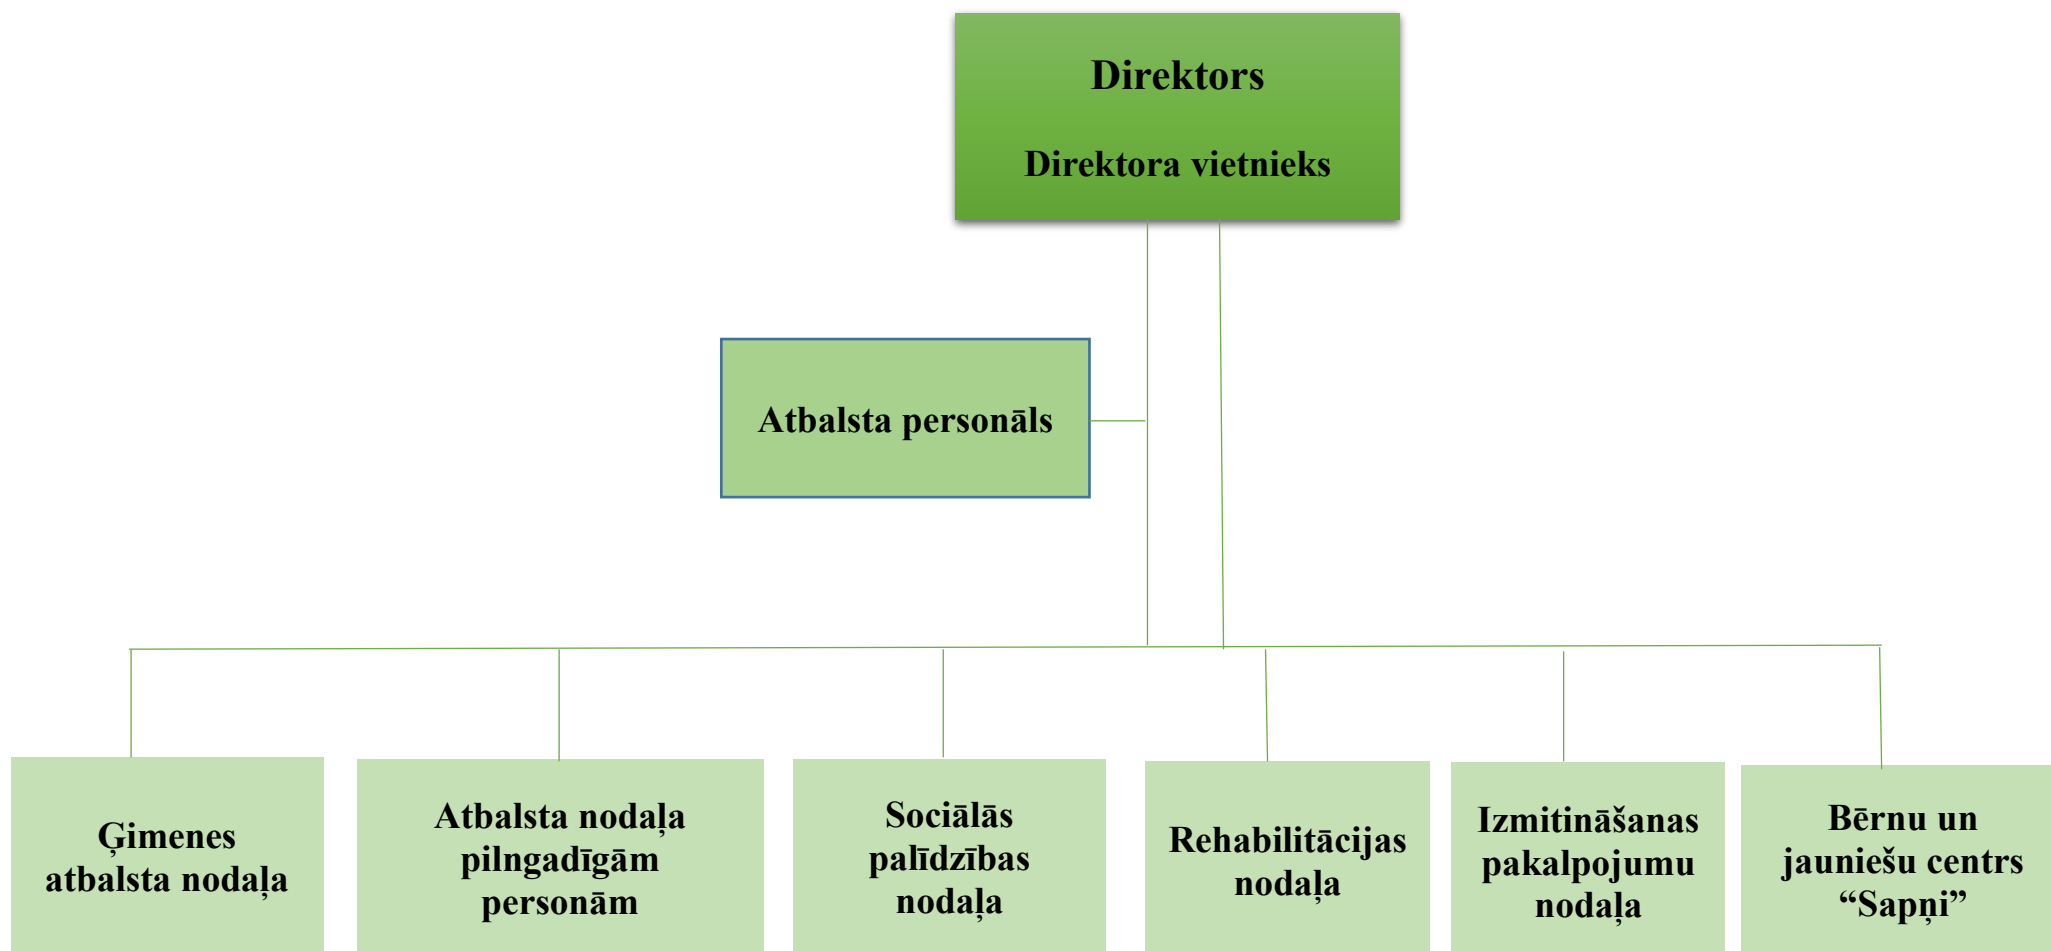 Direktors
Direktora vietnieks
Atbalsta personāls
Ģimenes
atbalsta nodaļa
Atbalsta nodaļa
pilngadīgām
personām
Sociālās
palīdzības
nodaļa
Rehabilitācijas
nodaļa
Izmitināšanas
pakalpojumu
nodaļa
Bērnu un
jauniešu centrs
“Sapņi”